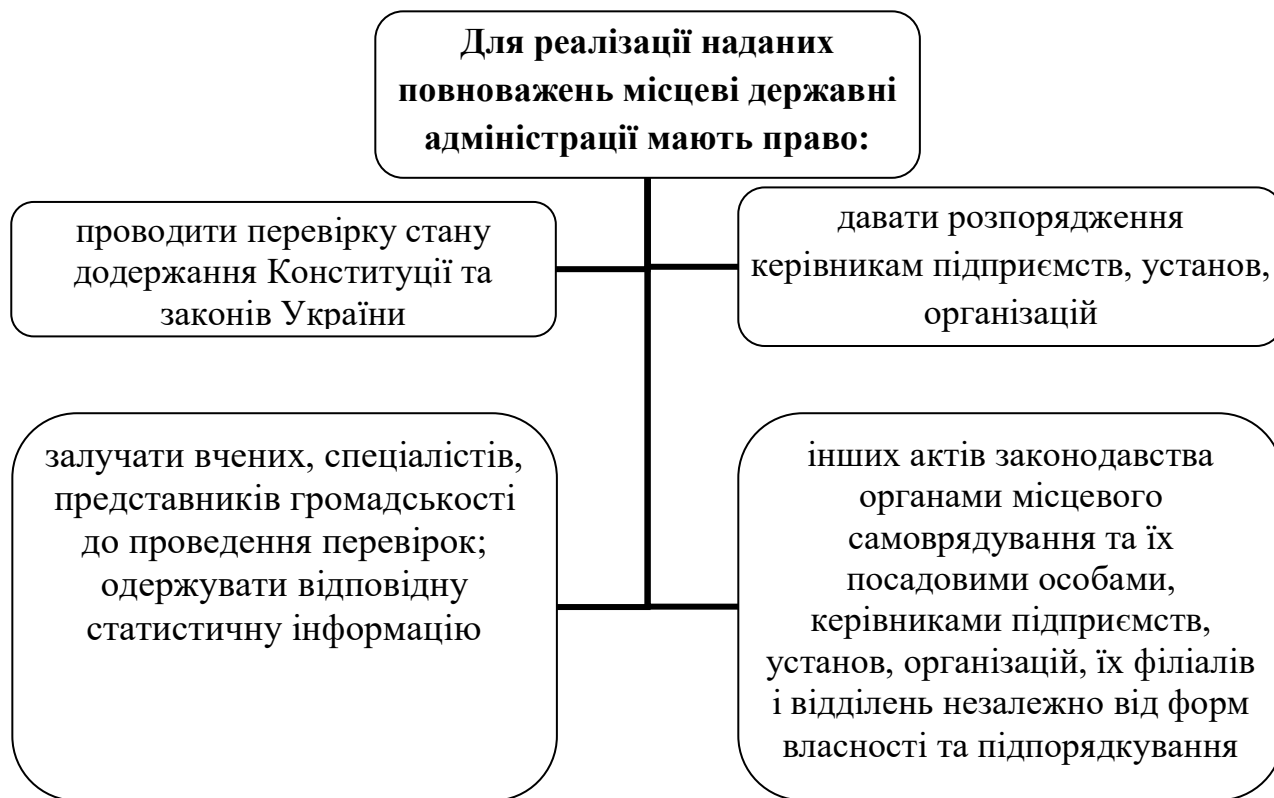 Для реалізації наданих
повноважень місцеві державні
адміністрації мають право:
проводити перевірку стану
додержання Конституції та
законів України
давати розпорядження
керівникам підприємств, установ,
організацій
залучати вчених, спеціалістів,
представників громадськості
до проведення перевірок;
одержувати відповідну
статистичну інформацію
інших актів законодавства
органами місцевого
самоврядування та їх
посадовими особами,
керівниками підприємств,
установ, організацій, їх філіалів
і відділень незалежно від форм
власності та підпорядкування